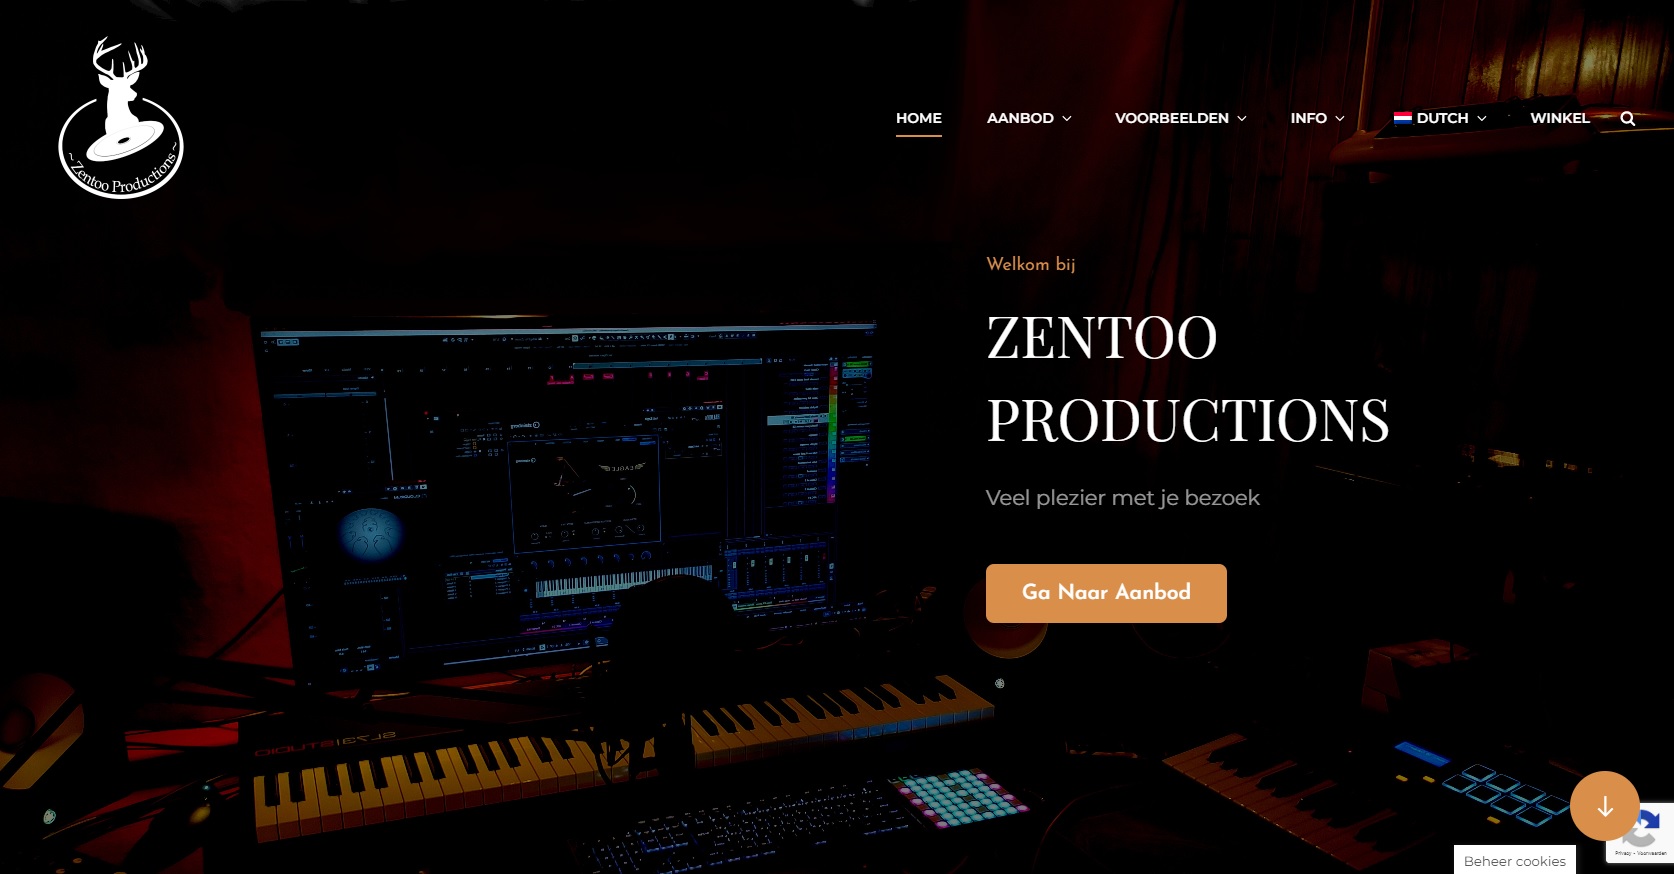 ~ Zentoo Productions ~
HOME AANBOD VOORBEELDEN INFO DUTCH WINKEL
Welkom bij
ZENTOO
PRODUCTIONS
Veel plezier met je bezoek
Ga Naar Aanbod
Beheer cookies
Privacy - Voorwaarden